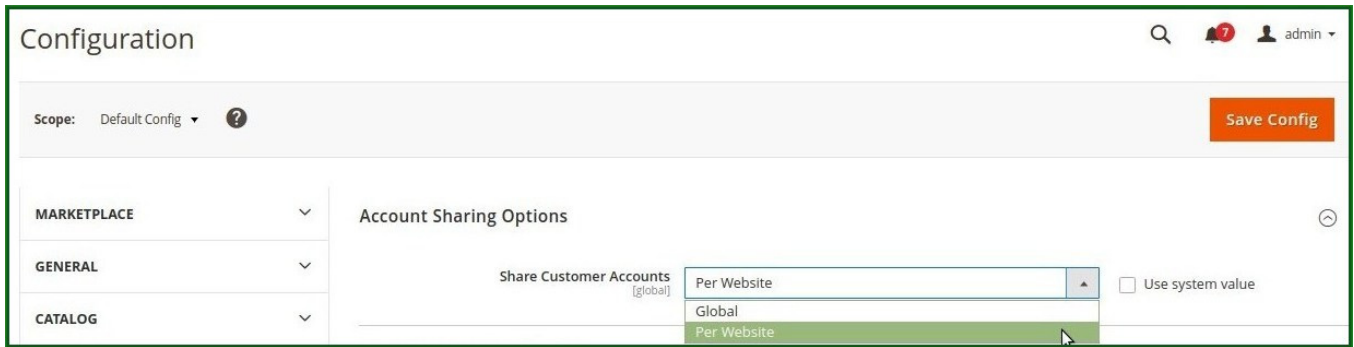 Configuration
7
admin
Scope: Default Config ?
Save Config
MARKETPLACE
Account Sharing Options
GENERAL
Share Customer Accounts
[global]
Per Website
Use system value
Global
CATALOG
Per Website